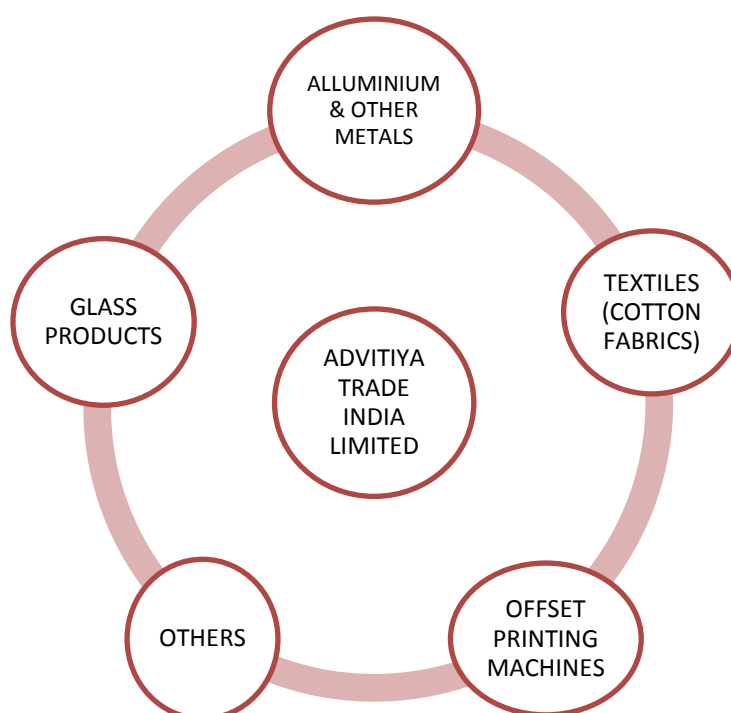 ALLUMINIUM
& OTHER
METALS
TEXTILES
(COTTON
FABRICS)
GLASS
PRODUCTS
ADVITIYA
TRADE
INDIA
LIMITED
OTHERS
OFFSET
PRINTING
MACHINES